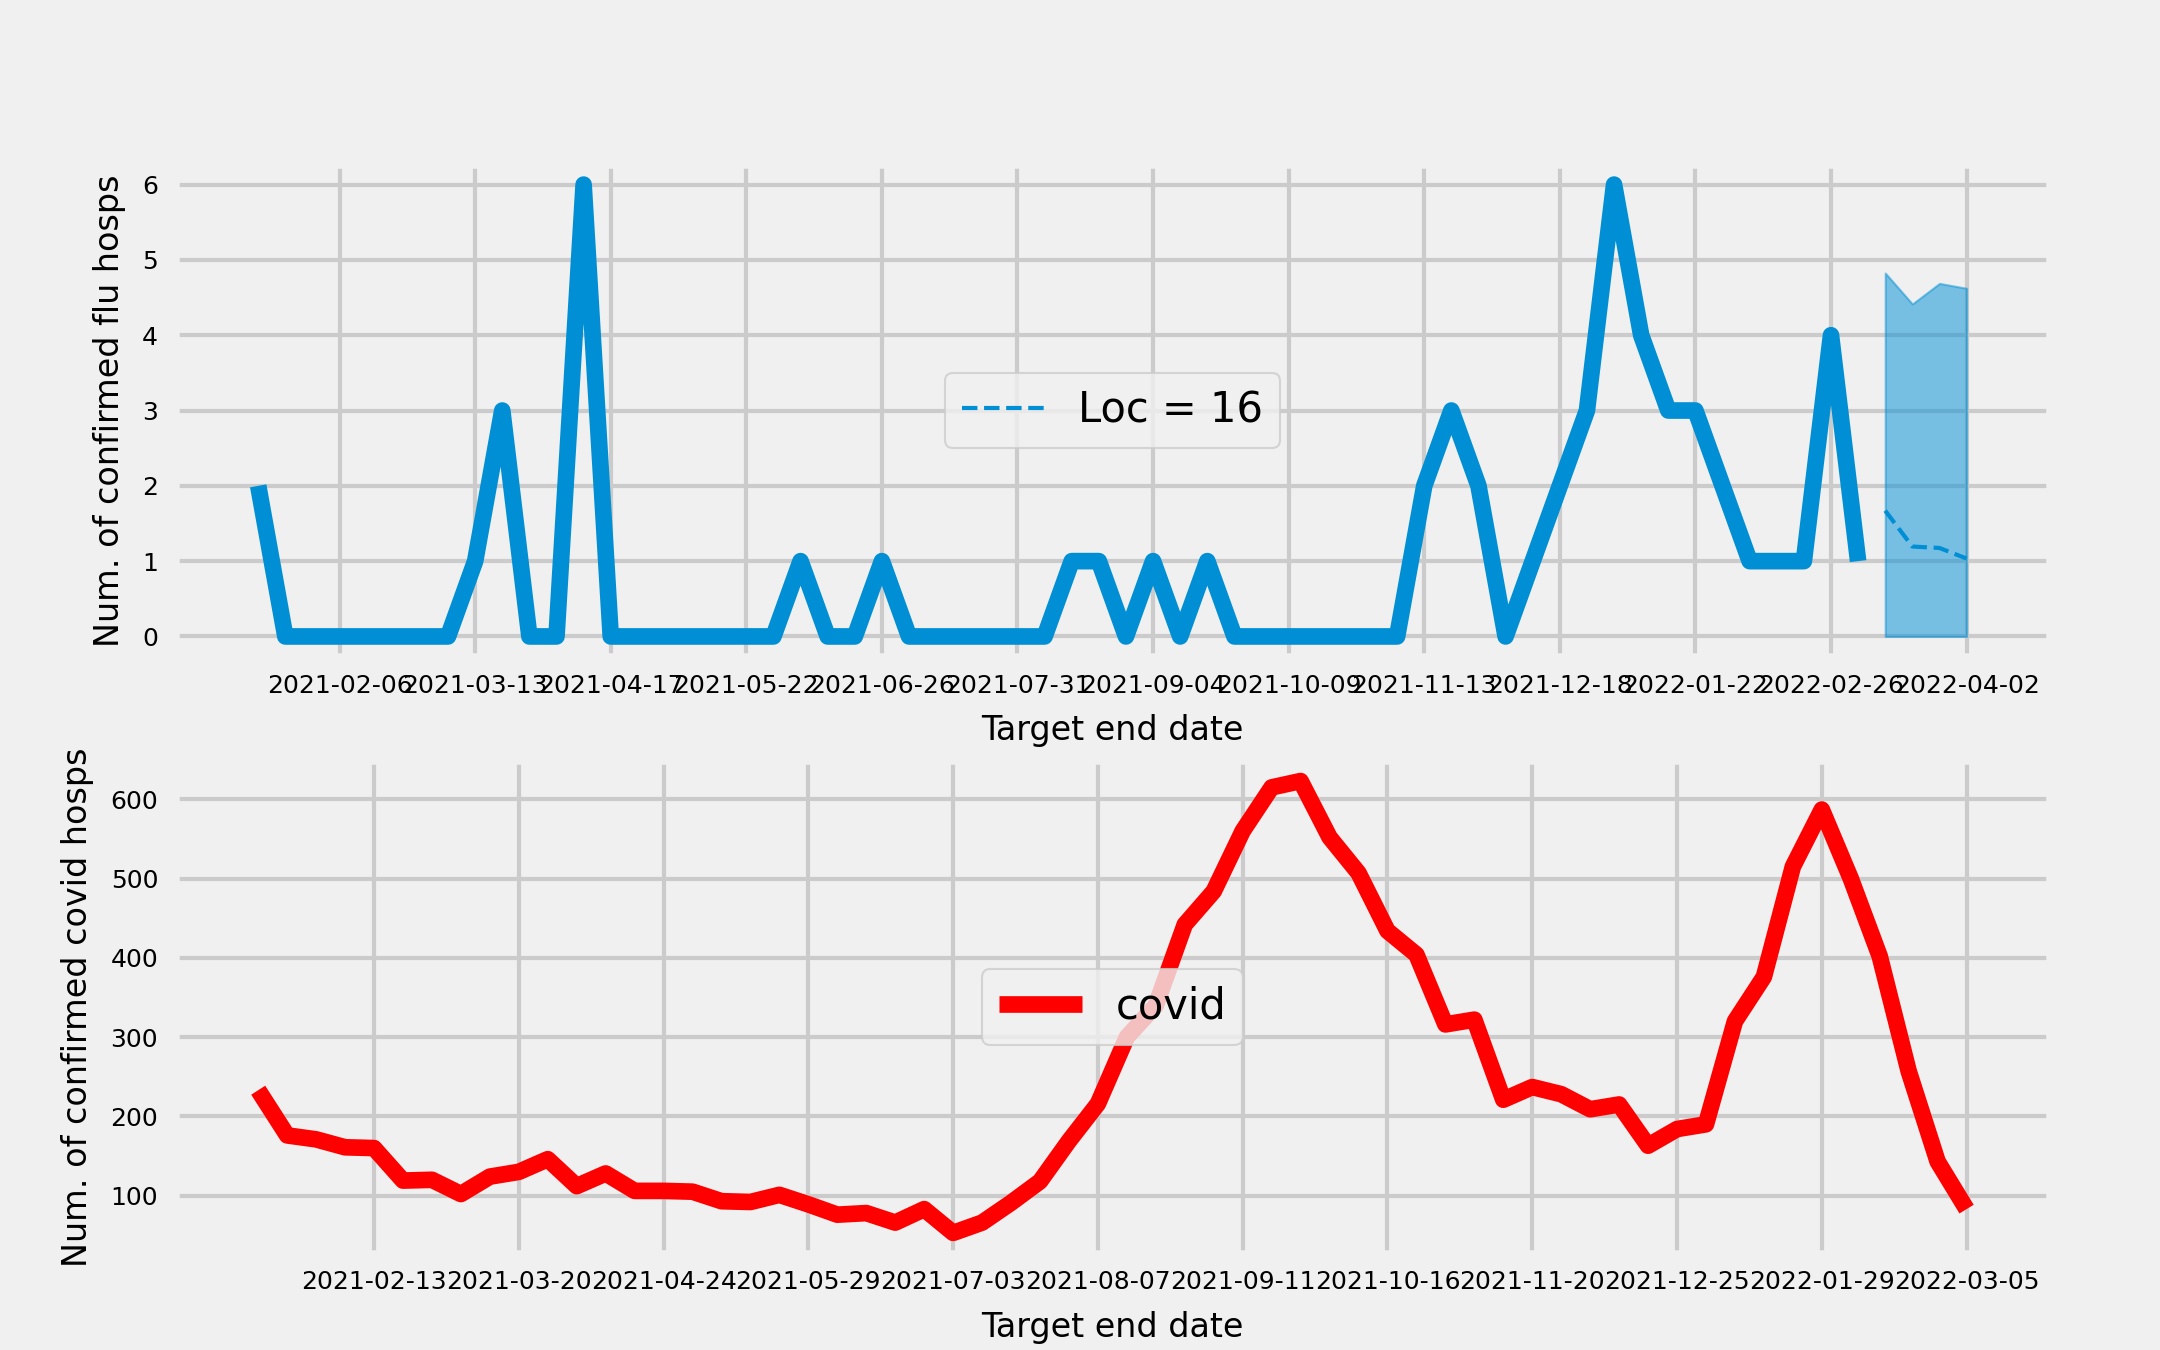 Num. of confirmed flu hosps
6
5
4
3
2
1
0
Loc = 16
2021-02-06 2021-03-13 2021-04-17 2021-05-22 2021-06-26 2021-07-31 2021-09-04 2021-10-09 2021-11-13 2021-12-18 2022-01-22 2022-02-26 2022-04-02
Target end date
Num. of confirmed covid hosps
600
500
400
300
200
100
covid
2021-02-13 2021-03-20 2021-04-24 2021-05-29 2021-07-03 2021-08-07 2021-09-11 2021-10-16 2021-11-20 2021-12-25 2022-01-29 2022-03-05
Target end date